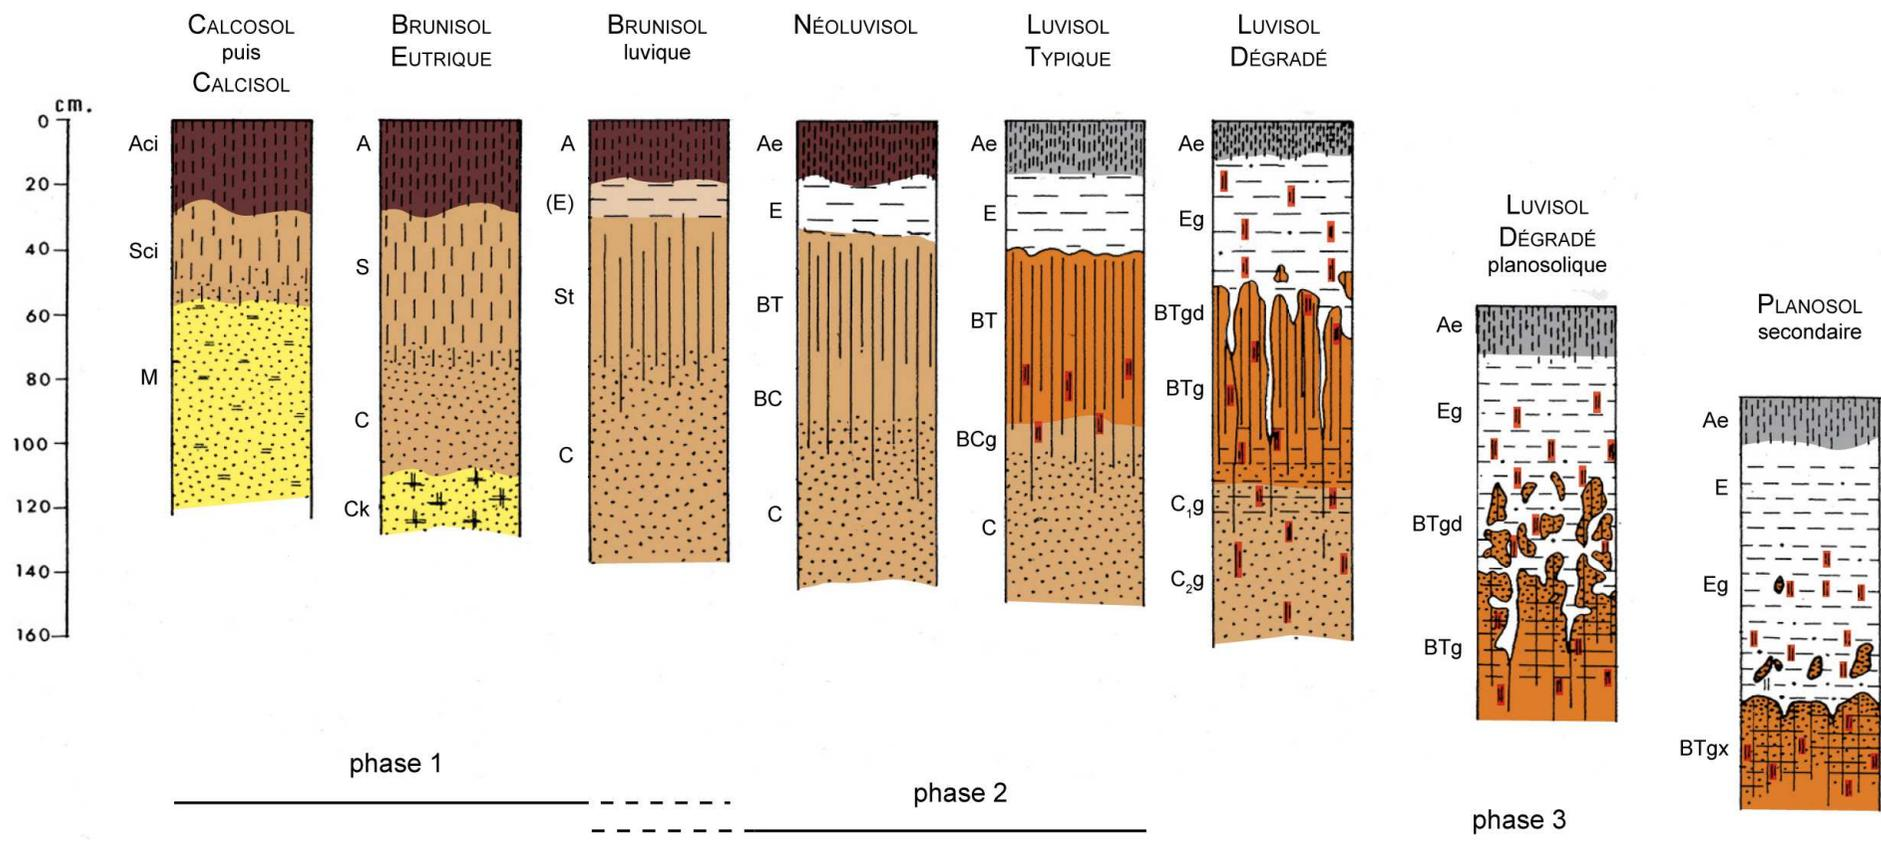 CALCOSOL
puis
CALCISOL
BRUNISOL
EUTRIQUE
BRUNISOL
luvique
NÉOLUVISOL
LUVISOL
TYPIQUE
LUVISOL
DÉGRADÉ
LUVISOL
DÉGRADÉ
planosolique
PLANOSOL
secondaire
cm.
0
20
40
60
80
100
120
140
160
Aci
Sci
M
A
S
C
Ck
A
(E)
St
C
Ae
E
BT
BC
C
Ae
E
BT
BCg
C
Ae
Eg
BTgd
BTg
C₁g
C₂g
Ae
Eg
BTgd
BTg
Ae
E
Eg
BTgx
phase 1
phase 2
phase 3